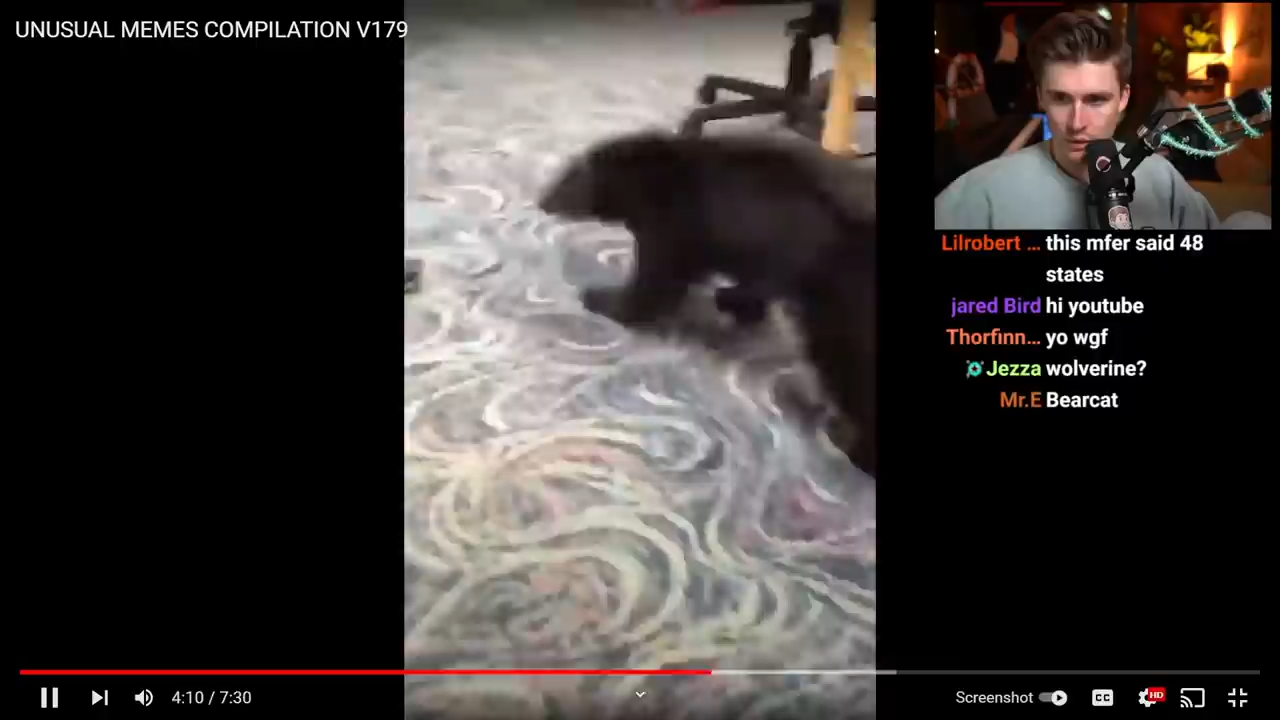 UNUSUAL MEMES COMPILATION V179
Lilrobert ... this mfer said 48
states
jared Bird hi youtube
Thorfinn... yo wgf
Jezza wolverine?
Mr.E Bearcat
4:10 / 7:30
Screenshot
CC
HD